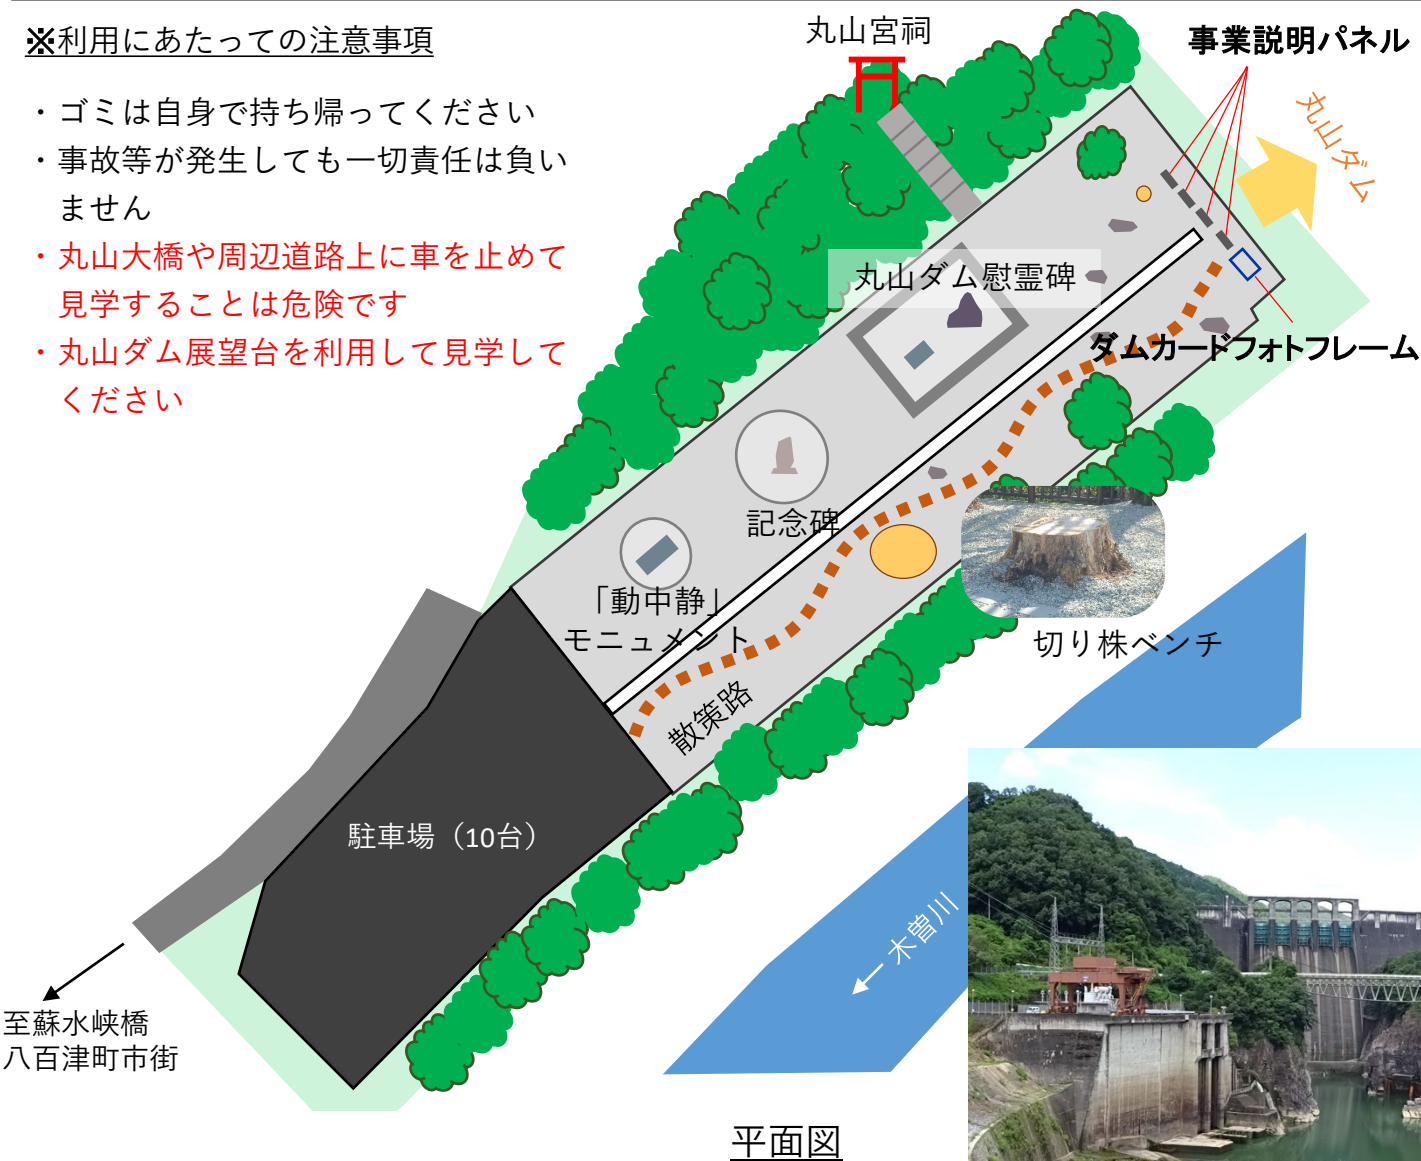 ※利用にあたっての注意事項
・ゴミは自身で持ち帰ってください
・事故等が発生しても一切責任は負い
ません
・丸山大橋や周辺道路上に車を止めて
見学することは危険です
・丸山ダム展望台を利用して見学して
ください
丸山宮祠
事業説明パネル
丸山ダム
丸山ダム慰霊碑
ダムカードフォトフレーム
記念碑
「動中静」
モニュメント
切り株ベンチ
散策路
駐車場（10台）
←木曽川
至蘇水峡橋
八百津町市街
平面図